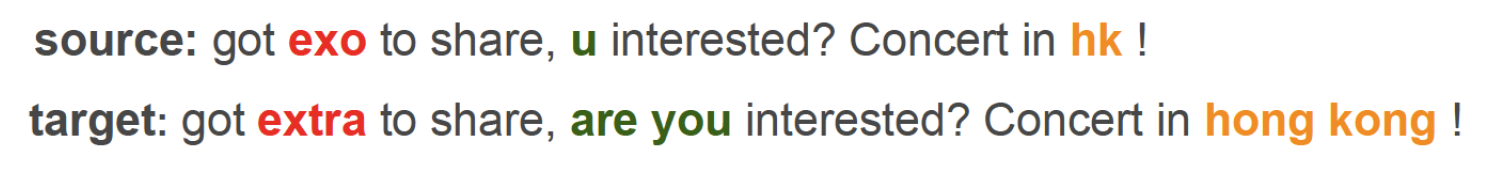 source: got exo to share, u interested? Concert in hk !
target: got extra to share, are you interested? Concert in hong kong !